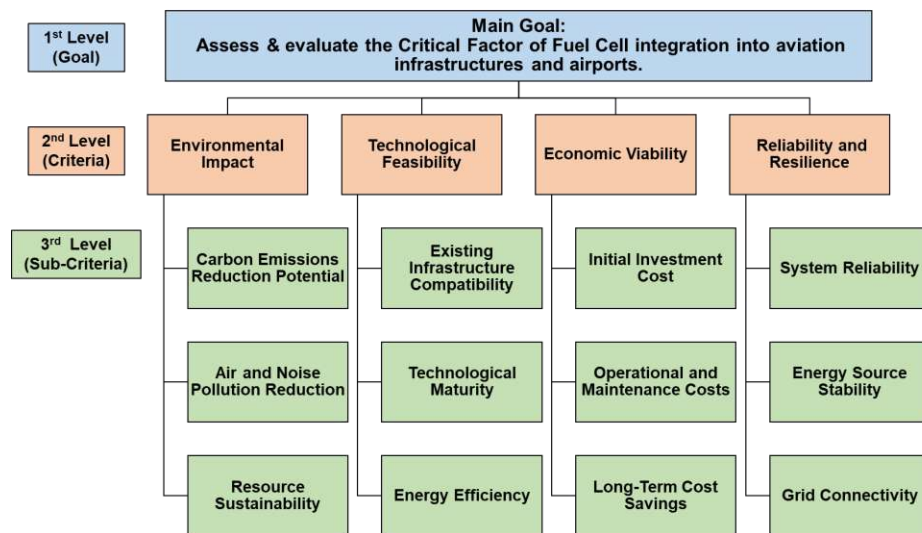 1st Level
(Goal)
Main Goal:
Assess & evaluate the Critical Factor of Fuel Cell integration into aviation
infrastructures and airports.
2nd Level
(Criteria)
Environmental
Impact
Technological
Feasibility
Economic Viability
Reliability and
Resilience
3rd Level
(Sub-Criteria)
Carbon Emissions
Reduction Potential
Existing
Infrastructure
Compatibility
Initial Investment
Cost
System Reliability
Air and Noise
Pollution Reduction
Technological
Maturity
Operational and
Maintenance Costs
Energy Source
Stability
Resource
Sustainability
Energy Efficiency
Long-Term Cost
Savings
Grid Connectivity